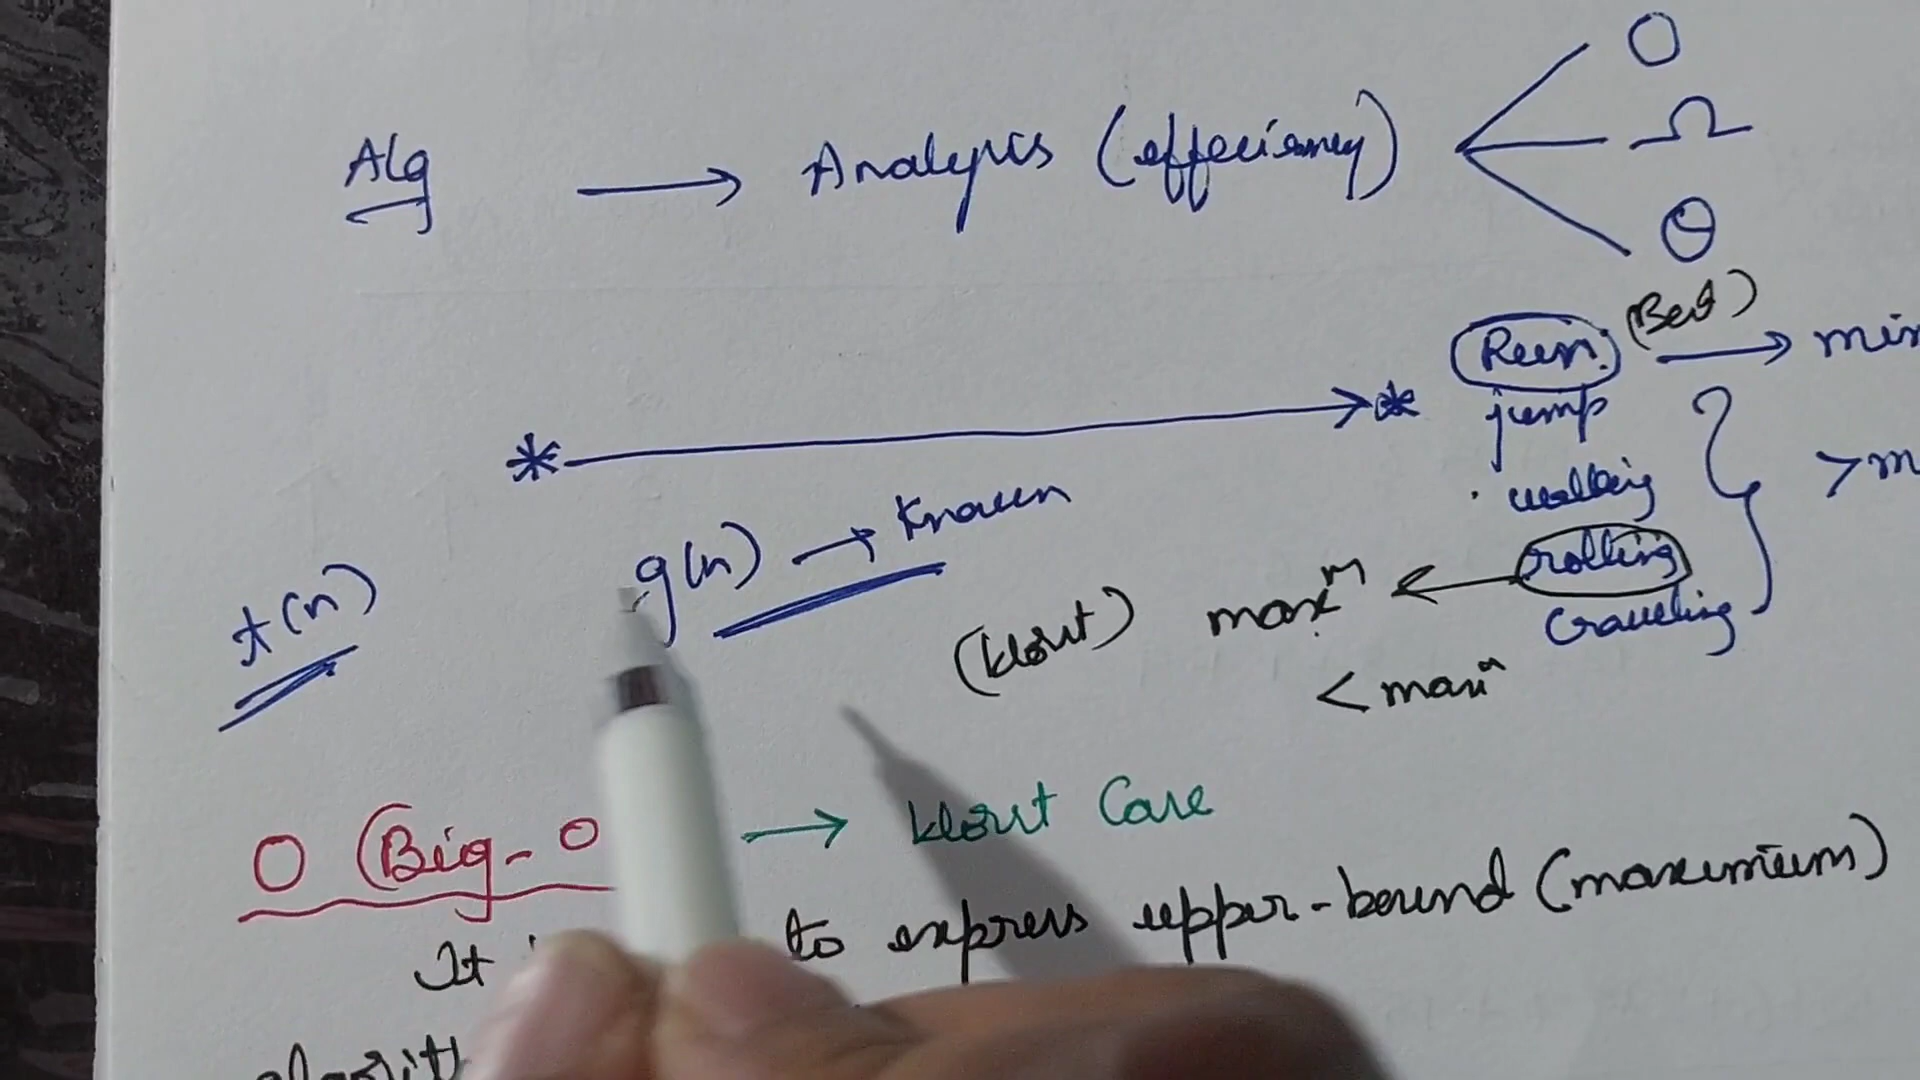 O
Alg → Analysis (effeciency) Ω
θ
(Best)
Run. → min
* → * jump
walking > m
g(n) → Known rolling
t(n) (Worst) max^m ← crawling
< max^m
O (Big-O → Worst Case
It to express upper-bound (maximum)